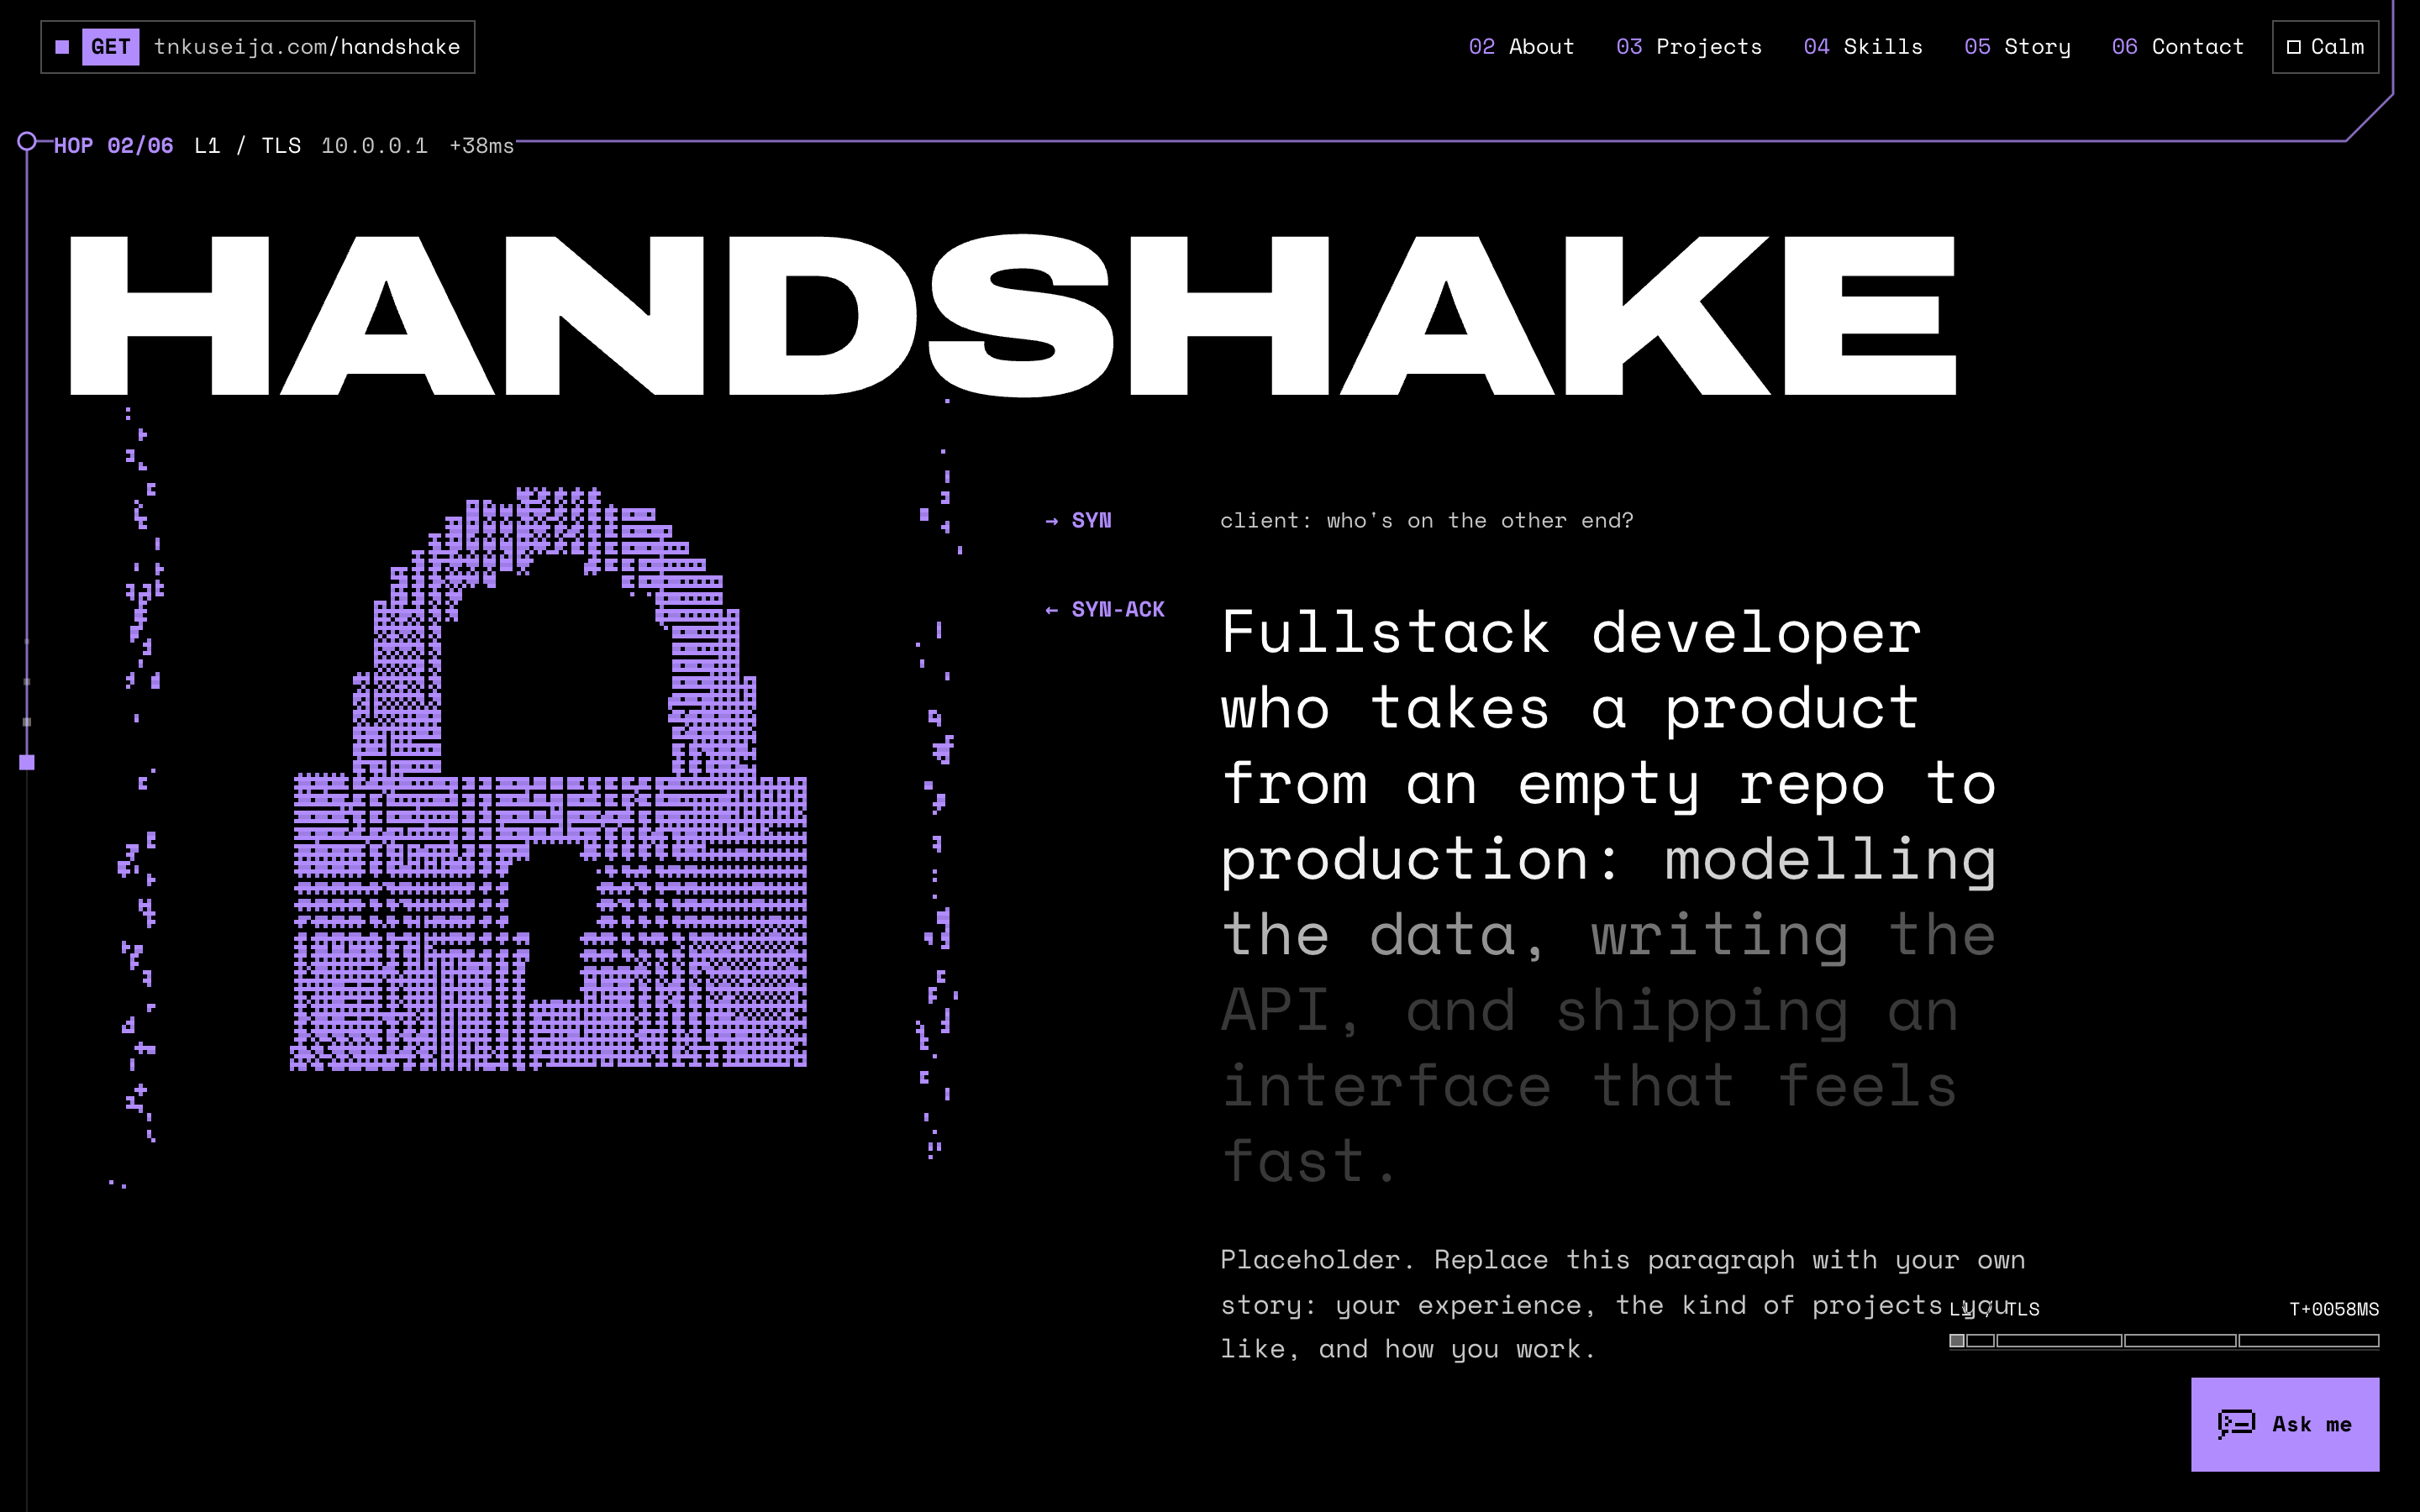 GET tnkuseija.com/handshake
02 About 03 Projects 04 Skills 05 Story 06 Contact Calm
HOP 02/06 L1 / TLS 10.0.0.1 +38ms
HANDSHAKE
→ SYN client: who's on the other end?
← SYN-ACK
Fullstack developer
who takes a product
from an empty repo to
production: modelling
the data, writing the
API, and shipping an
interface that feels
fast.
Placeholder. Replace this paragraph with your own
story: your experience, the kind of projects you
like, and how you work.
L1 / TLS T+0058MS
Ask me